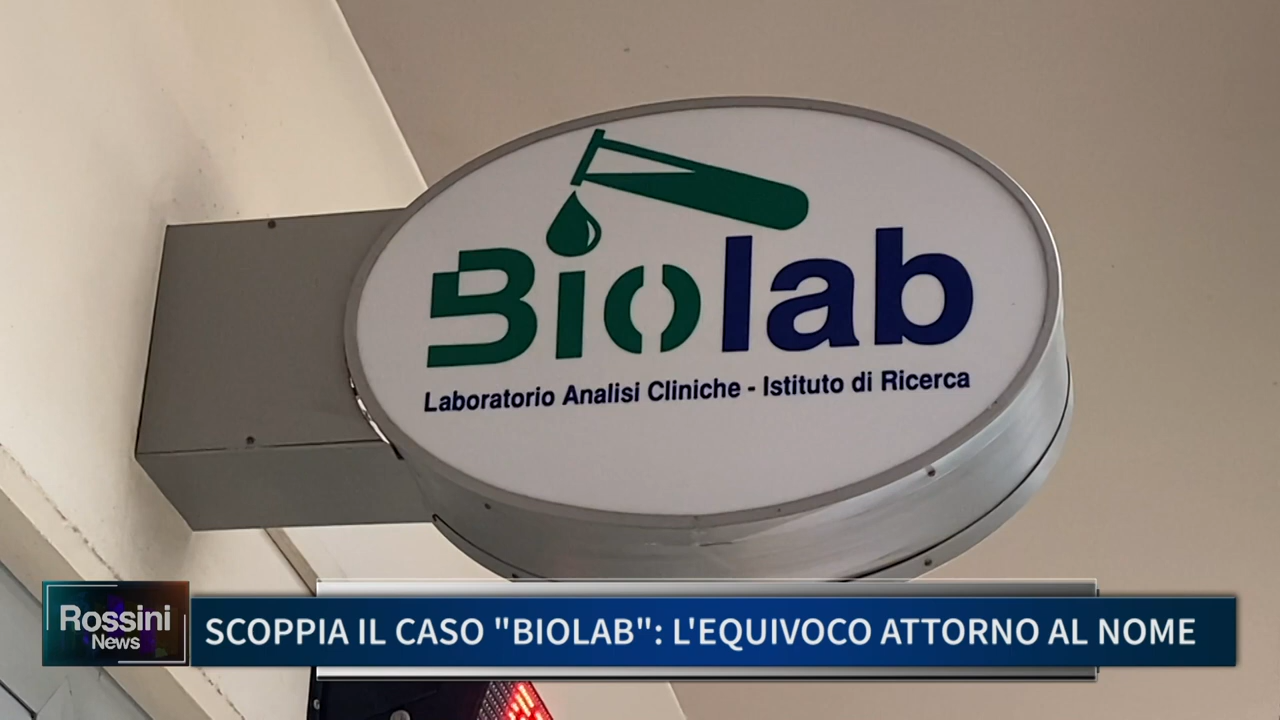 Biolab
Laboratorio Analisi Cliniche - Istituto di Ricerca
Rossini
News
SCOPPIA IL CASO "BIOLAB": L'EQUIVOCO ATTORNO AL NOME